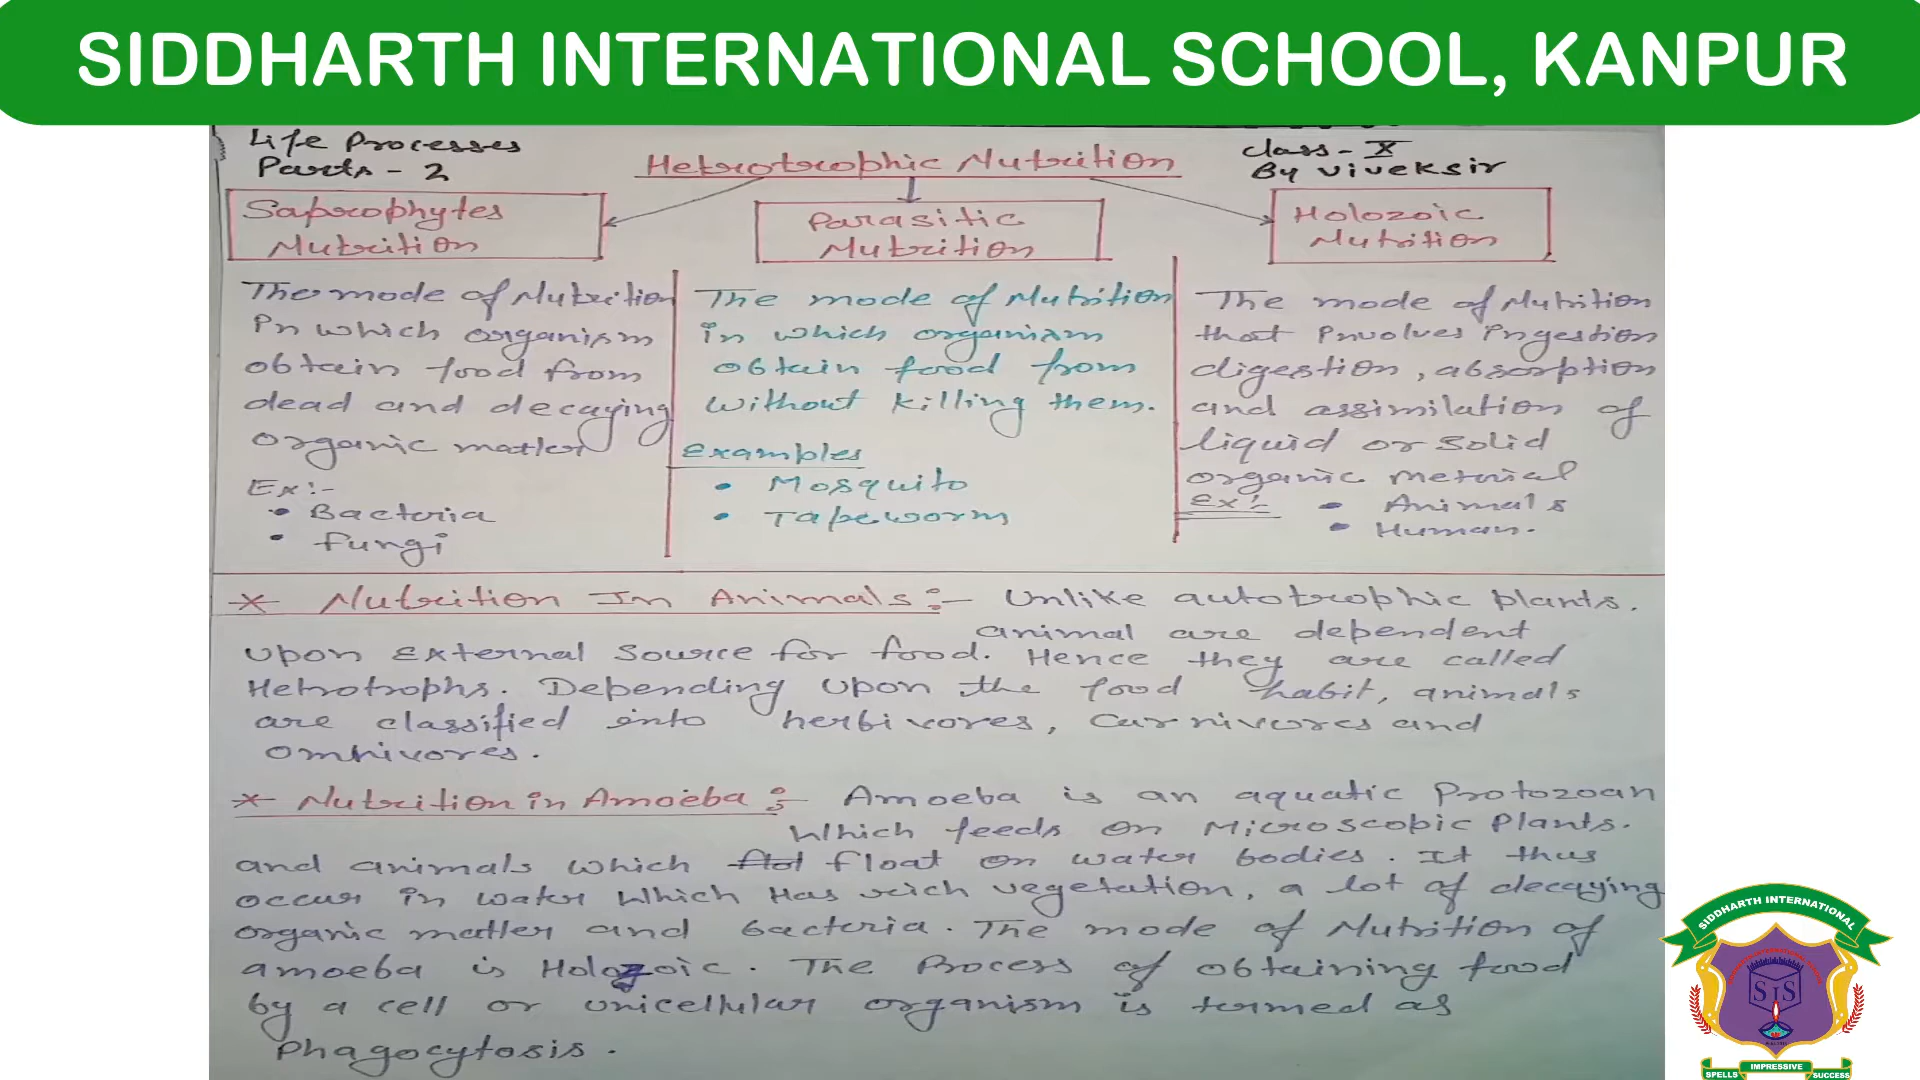 SIDDHARTH INTERNATIONAL SCHOOL, KANPUR
Life Processes
Parts - 2
Hetrotrophic Nutrition
Class - X
By Viveksir
Saprophytes
Nutrition
Parasitic
Nutrition
Holozoic
Nutrition
The mode of Nutrition
In which organism
obtain food from
dead and decaying
organic matter
Ex:-
• Bacteria
• fungi
The mode of Nutrition
in which organism
obtain food from
without killing them.
Examples
• Mosquito
• Tapeworm
The mode of Nutrition
that Involves Ingestion
digestion, absorption
and assimilation of
liquid or solid
organic meterial
Ex:-
• Animals
• Human.
* Nutrition In Animals :- Unlike autotrophic plants.
animal are dependent
upon external source for food. Hence they are called
Hetrotrophs. Depending upon the food habit, animals
are classified into herbivores, Carnivores and
omnivores.
* Nutrition in Amoeba :- Amoeba is an aquatic Protozoan
Which feeds on Microscopic Plants.
and animals which float on water bodies. It thus
occur in water Which Has rich vegetation, a lot of decaying
organic matter and bacteria. The mode of Nutrition of
amoeba is Holozoic. The Process of obtaining food
by a cell or unicellular organism is termed as
Phagocytosis.
SIDDHARTH INTERNATIONAL
SIS
SPELLS IMPRESSIVE SUCCESS